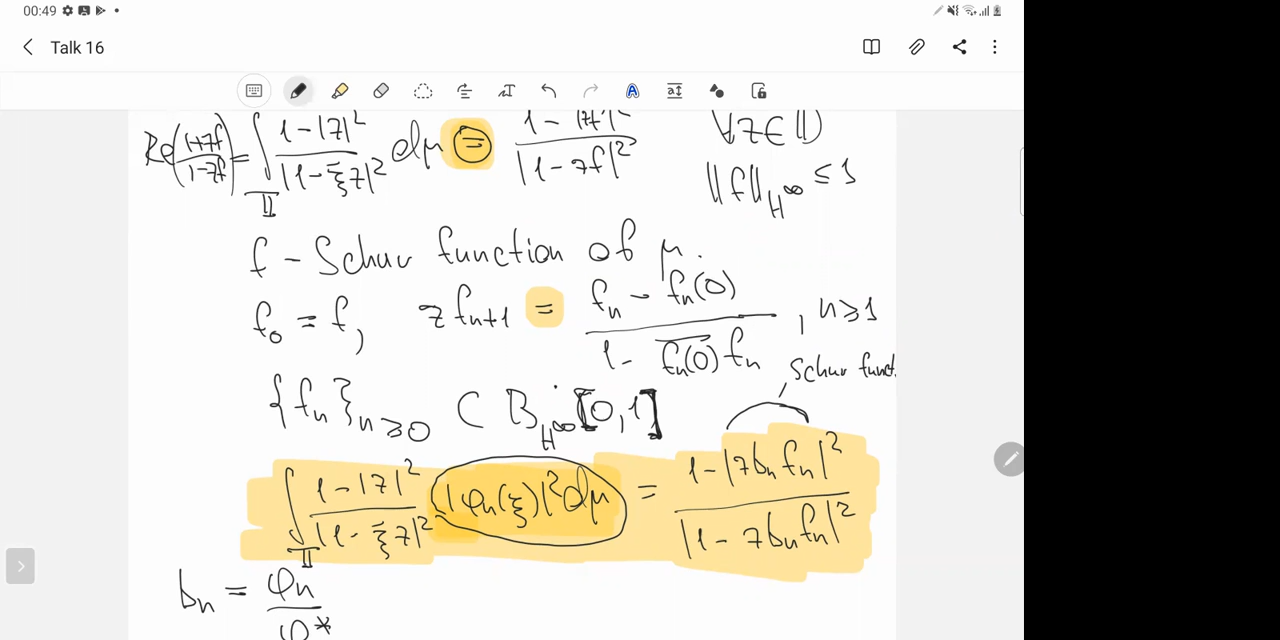 00:49
Talk 16
Re((1+zf)/(1-zf)) = ∫_𝕋 (1-|z|²)/(|1-ξ̄z|²) dμ = (1-|zf|²)/(|1-zf|²) ∀z∈𝔻
||f||_{H^∞} ≤ 1
f - Schur function of μ.
f₀ = f, z f_{n+1} = (f_n - f_n(0))/(1 - \overline{f_n(0)} f_n), n≥1
{f_n}_{n≥0} ⊂ B_{H^∞}[0,1]
Schur funct.
∫_𝕋 (1-|z|²)/(|1-ξ̄z|²) |φ_n(ξ)|² dμ = (1-|z b_n f_n|²)/(|1-z b_n f_n|²)
b_n = φ_n/φ*